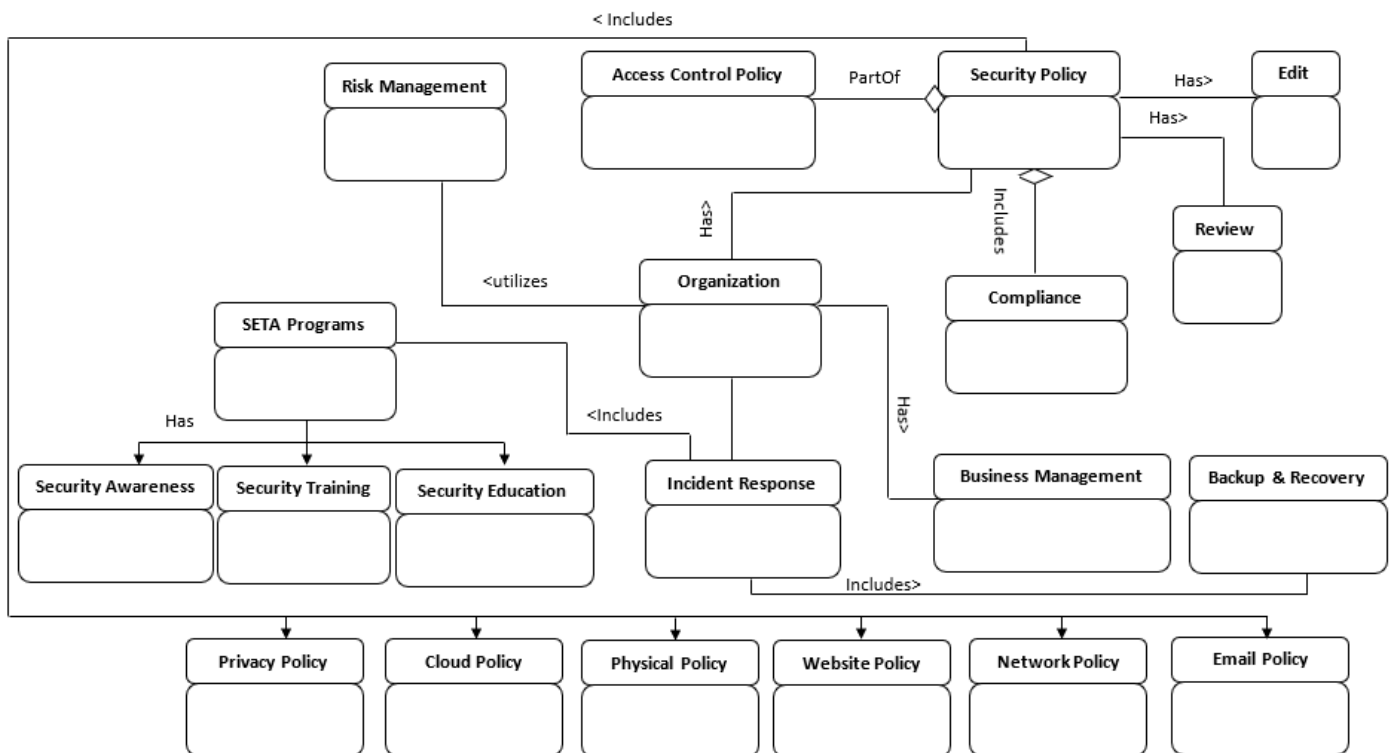 < Includes
Risk Management
Access Control Policy
PartOf
Security Policy
Has>
Edit
Has>
Has>
Includes
Review
<utilizes
Organization
Compliance
SETA Programs
Has
<Includes
Has>
Security Awareness
Security Training
Security Education
Incident Response
Business Management
Backup & Recovery
Includes>
Privacy Policy
Cloud Policy
Physical Policy
Website Policy
Network Policy
Email Policy